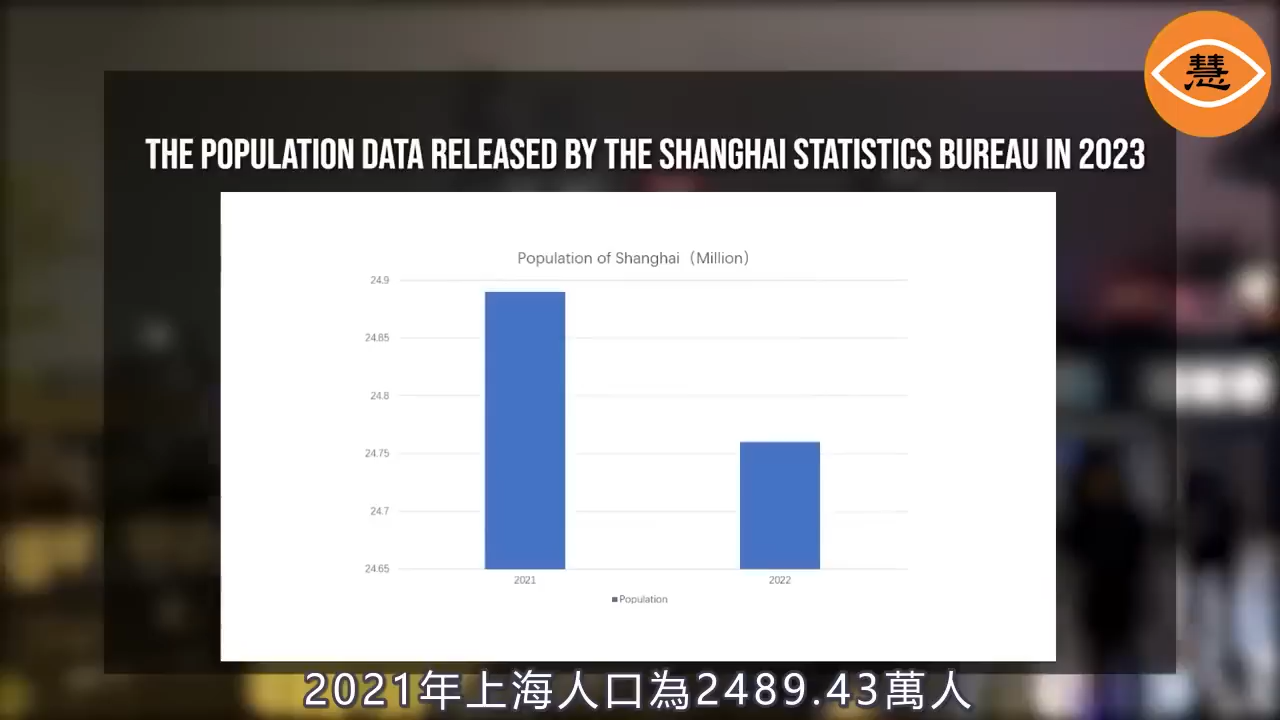 慧
THE POPULATION DATA RELEASED BY THE SHANGHAI STATISTICS BUREAU IN 2023
Population of Shanghai（Million）
24.9
24.85
24.8
24.75
24.7
24.65
2021 2022
Population
2021年上海人口為2489.43萬人